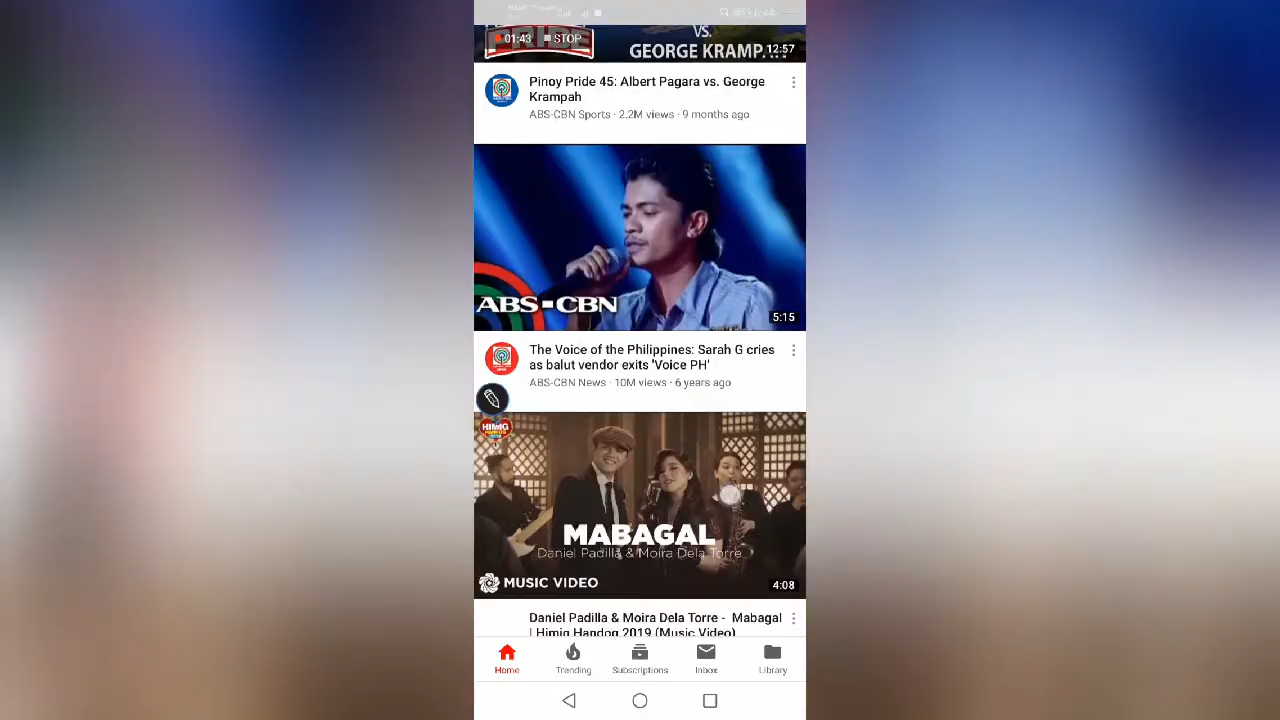 PRIDE
VS.
01:43 STOP
GEORGE KRAMP
12:57
Pinoy Pride 45: Albert Pagara vs. George
Krampah
ABS-CBN Sports · 2.2M views · 9 months ago
ABS-CBN
5:15
The Voice of the Philippines: Sarah G cries
as balut vendor exits 'Voice PH'
ABS-CBN News · 10M views · 6 years ago
HIMIG
MABAGAL
Daniel Padilla & Moira Dela Torre
MUSIC VIDEO
4:08
Daniel Padilla & Moira Dela Torre - Mabagal
| Himig Handog 2019 (Music Video)
Home Trending Subscriptions Inbox Library